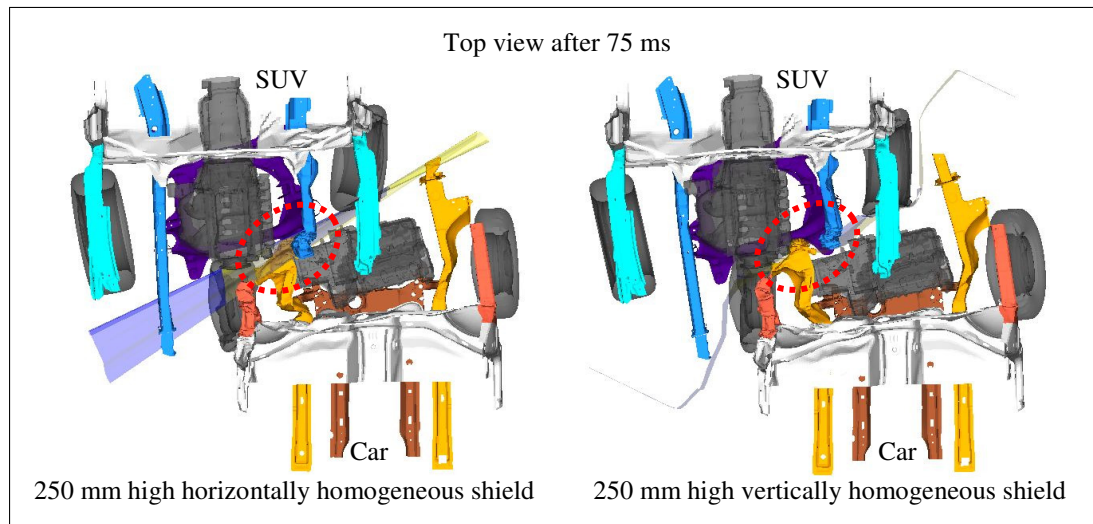 Top view after 75 ms
SUV
SUV
Car
Car
250 mm high horizontally homogeneous shield
250 mm high vertically homogeneous shield